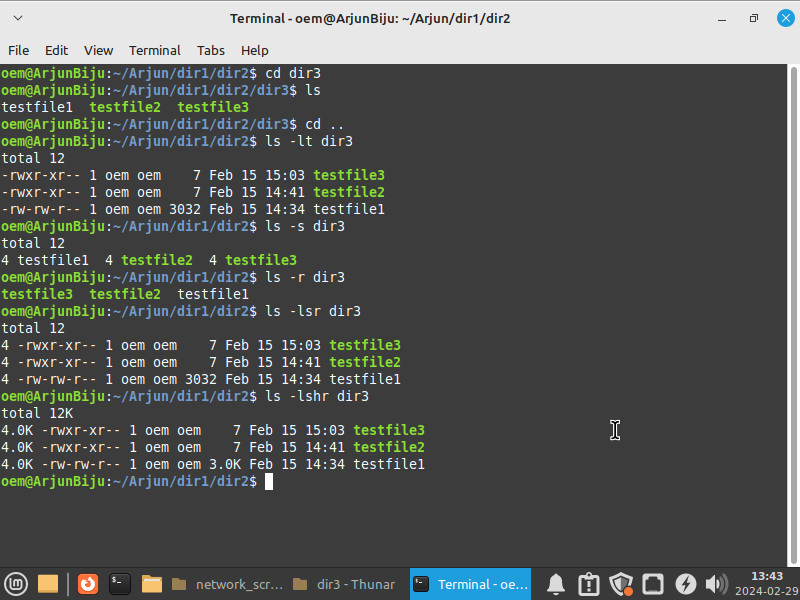 Terminal - oem@ArjunBiju: ~/Arjun/dir1/dir2
File Edit View Terminal Tabs Help
oem@ArjunBiju:~/Arjun/dir1/dir2$ cd dir3
oem@ArjunBiju:~/Arjun/dir1/dir2/dir3$ ls
testfile1  testfile2  testfile3
oem@ArjunBiju:~/Arjun/dir1/dir2/dir3$ cd ..
oem@ArjunBiju:~/Arjun/dir1/dir2$ ls -lt dir3
total 12
-rwxr-xr-- 1 oem oem    7 Feb 15 15:03 testfile3
-rwxr-xr-- 1 oem oem    7 Feb 15 14:41 testfile2
-rw-rw-r-- 1 oem oem 3032 Feb 15 14:34 testfile1
oem@ArjunBiju:~/Arjun/dir1/dir2$ ls -s dir3
total 12
4 testfile1  4 testfile2  4 testfile3
oem@ArjunBiju:~/Arjun/dir1/dir2$ ls -r dir3
testfile3  testfile2  testfile1
oem@ArjunBiju:~/Arjun/dir1/dir2$ ls -lsr dir3
total 12
4 -rwxr-xr-- 1 oem oem    7 Feb 15 15:03 testfile3
4 -rwxr-xr-- 1 oem oem    7 Feb 15 14:41 testfile2
4 -rw-rw-r-- 1 oem oem 3032 Feb 15 14:34 testfile1
oem@ArjunBiju:~/Arjun/dir1/dir2$ ls -lshr dir3
total 12K
4.0K -rwxr-xr-- 1 oem oem    7 Feb 15 15:03 testfile3
4.0K -rwxr-xr-- 1 oem oem    7 Feb 15 14:41 testfile2
4.0K -rw-rw-r-- 1 oem oem 3.0K Feb 15 14:34 testfile1
oem@ArjunBiju:~/Arjun/dir1/dir2$
network_scr... dir3 - Thunar Terminal - oe... 13:43
2024-02-29